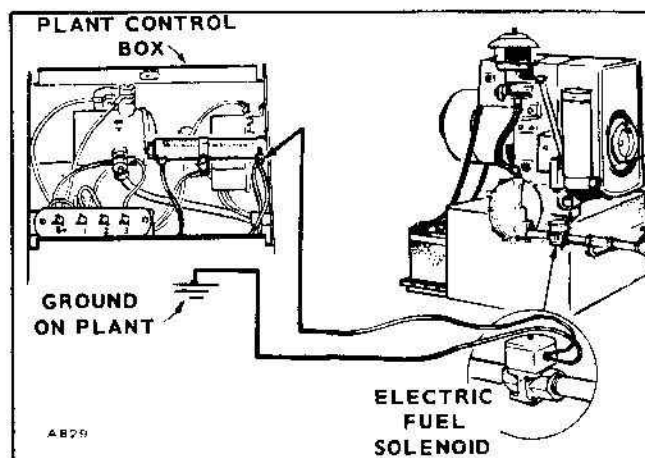 PLANT CONTROL
BOX
GROUND
ON PLANT
ELECTRIC
FUEL
SOLENOID
A829